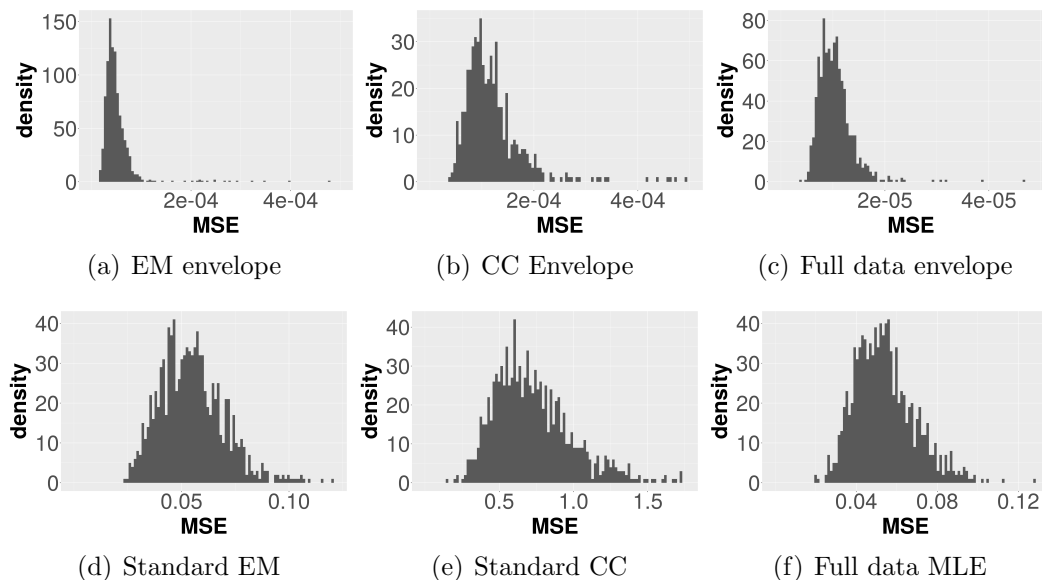 150
100
50
0
density
2e-04 4e-04
MSE
(a) EM envelope
30
20
10
0
density
2e-04 4e-04
MSE
(b) CC Envelope
80
60
40
20
0
density
2e-05 4e-05
MSE
(c) Full data envelope
40
30
20
10
0
density
0.05 0.10
MSE
(d) Standard EM
40
30
20
10
0
density
0.5 1.0 1.5
MSE
(e) Standard CC
40
30
20
10
0
density
0.04 0.08 0.12
MSE
(f) Full data MLE